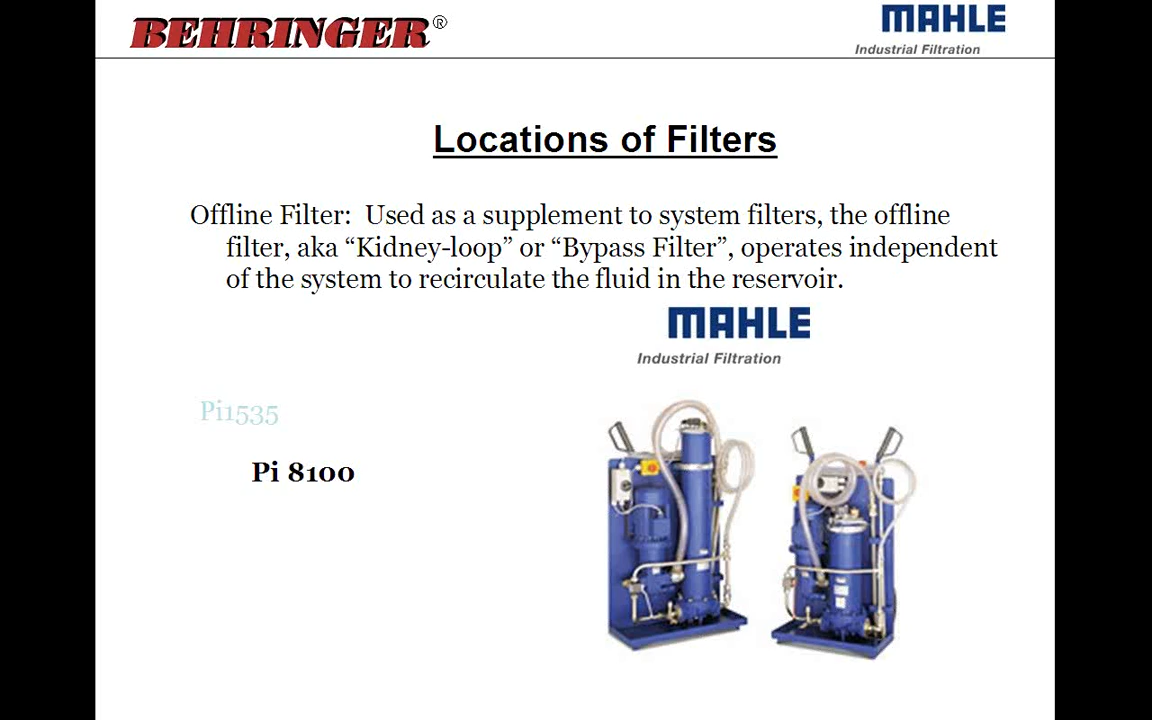 BEHRINGER®
MAHLE
Industrial Filtration
Locations of Filters
Offline Filter:  Used as a supplement to system filters, the offline
filter, aka “Kidney-loop” or “Bypass Filter”, operates independent
of the system to recirculate the fluid in the reservoir.
MAHLE
Industrial Filtration
Pi1535
Pi 8100